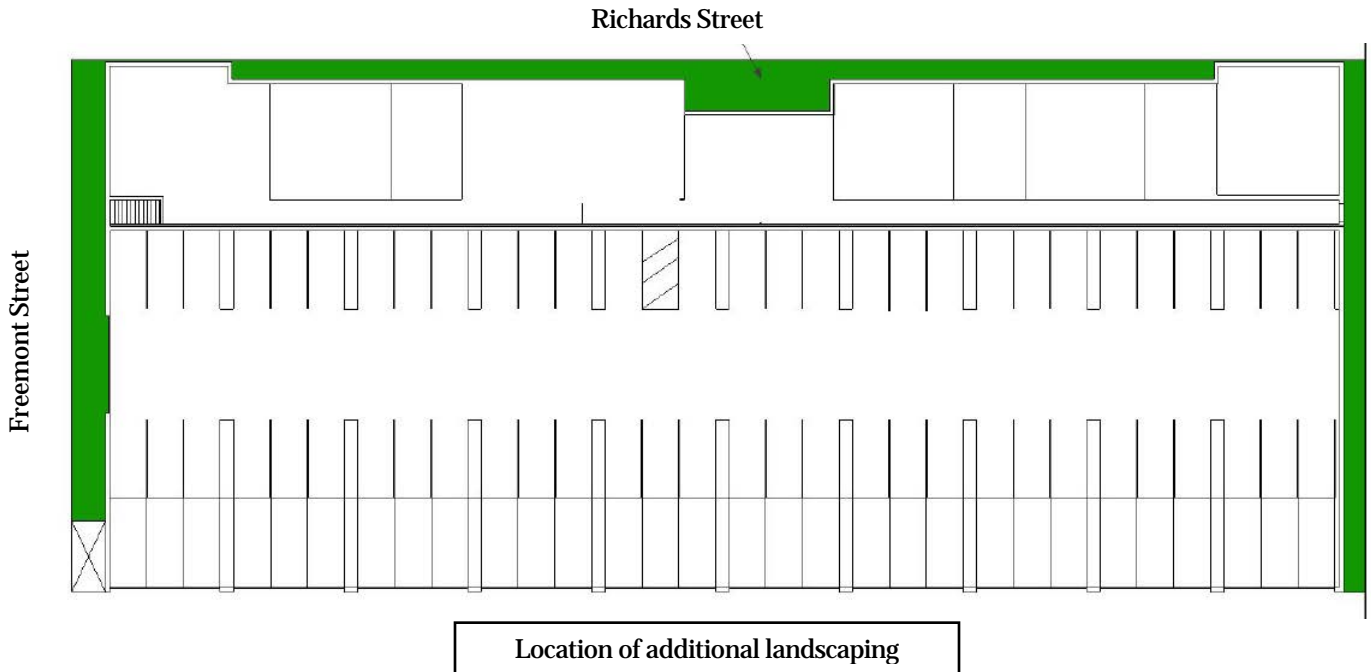 Richards Street
Freemont Street
Location of additional landscaping